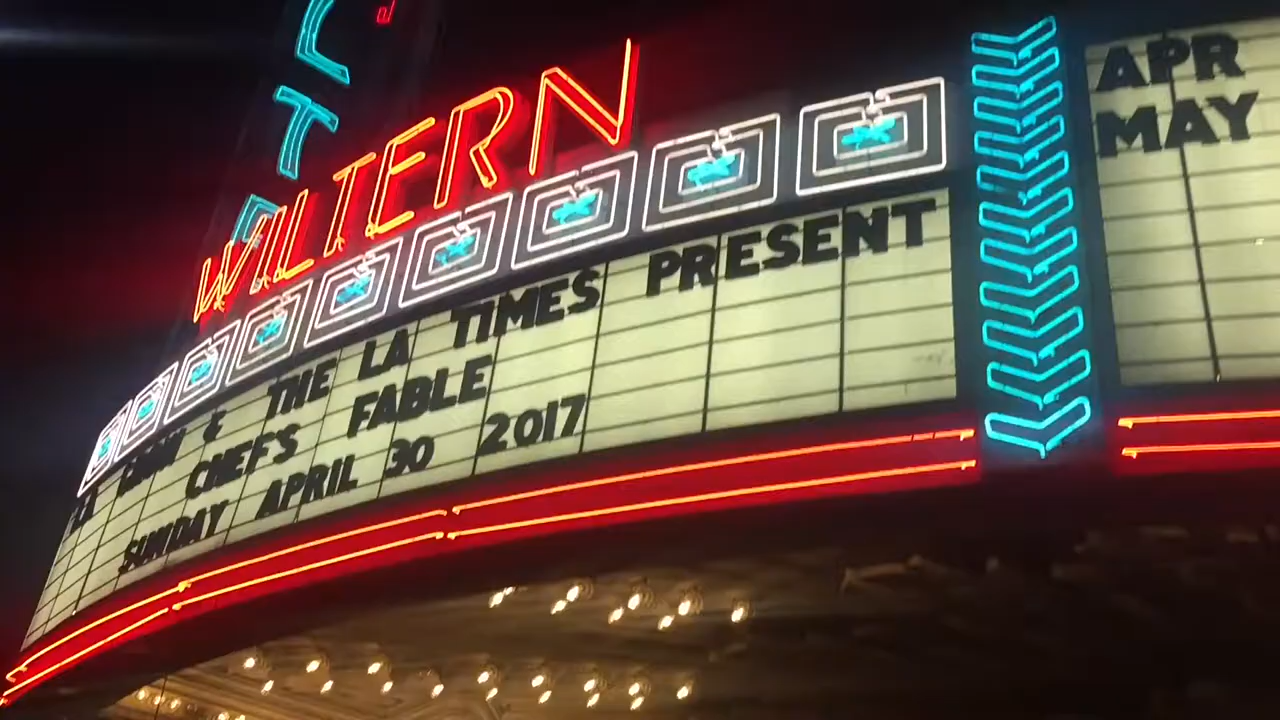 WILTERN
& THE LA TIMES PRESENT
CHEF'S FABLE
SUNDAY APRIL 30 2017
APR
MAY